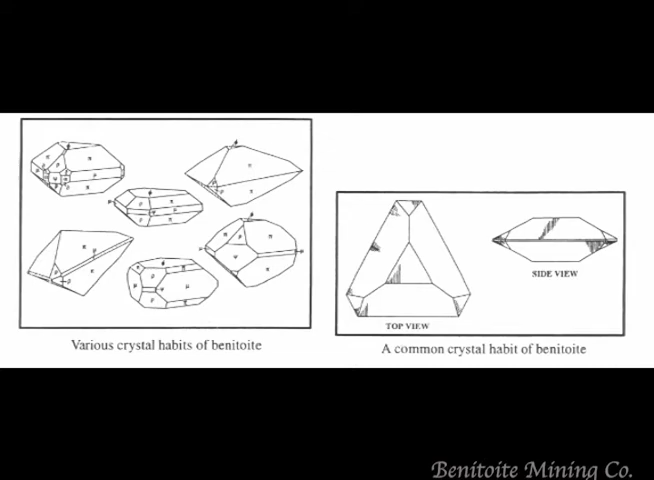 Various crystal habits of benitoite
TOP VIEW
SIDE VIEW
A common crystal habit of benitoite
Benitoite Mining Co.